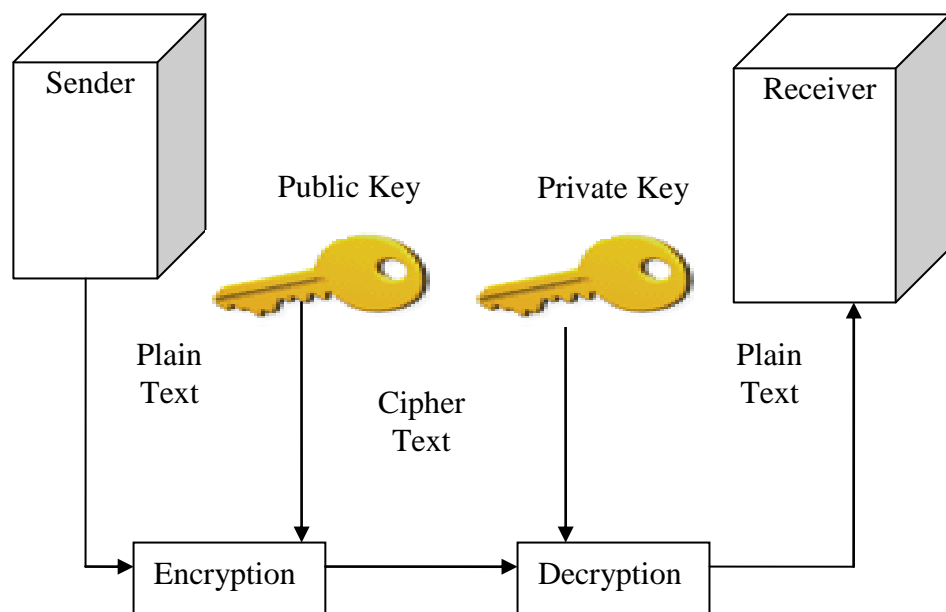 Sender
Receiver
Public Key
Private Key
Plain
Text
Cipher
Text
Plain
Text
Encryption
Decryption